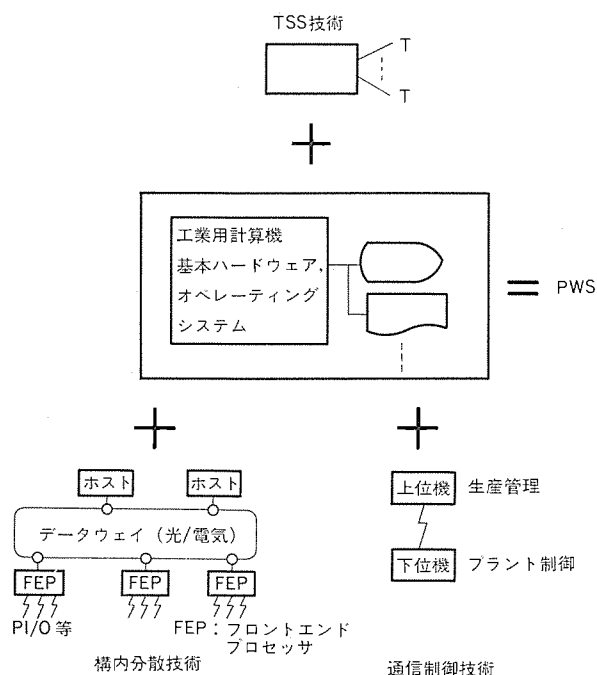 TSS技術
T
T
+
工業用計算機
基本ハードウェア,
オペレーティング
システム
= PWS
+
+
ホスト
ホスト
データウェイ(光/電気)
FEP
FEP
FEP
PI/O等
FEP:フロントエンド
プロセッサ
構内分散技術
上位機
生産管理
下位機
プラント制御
通信制御技術